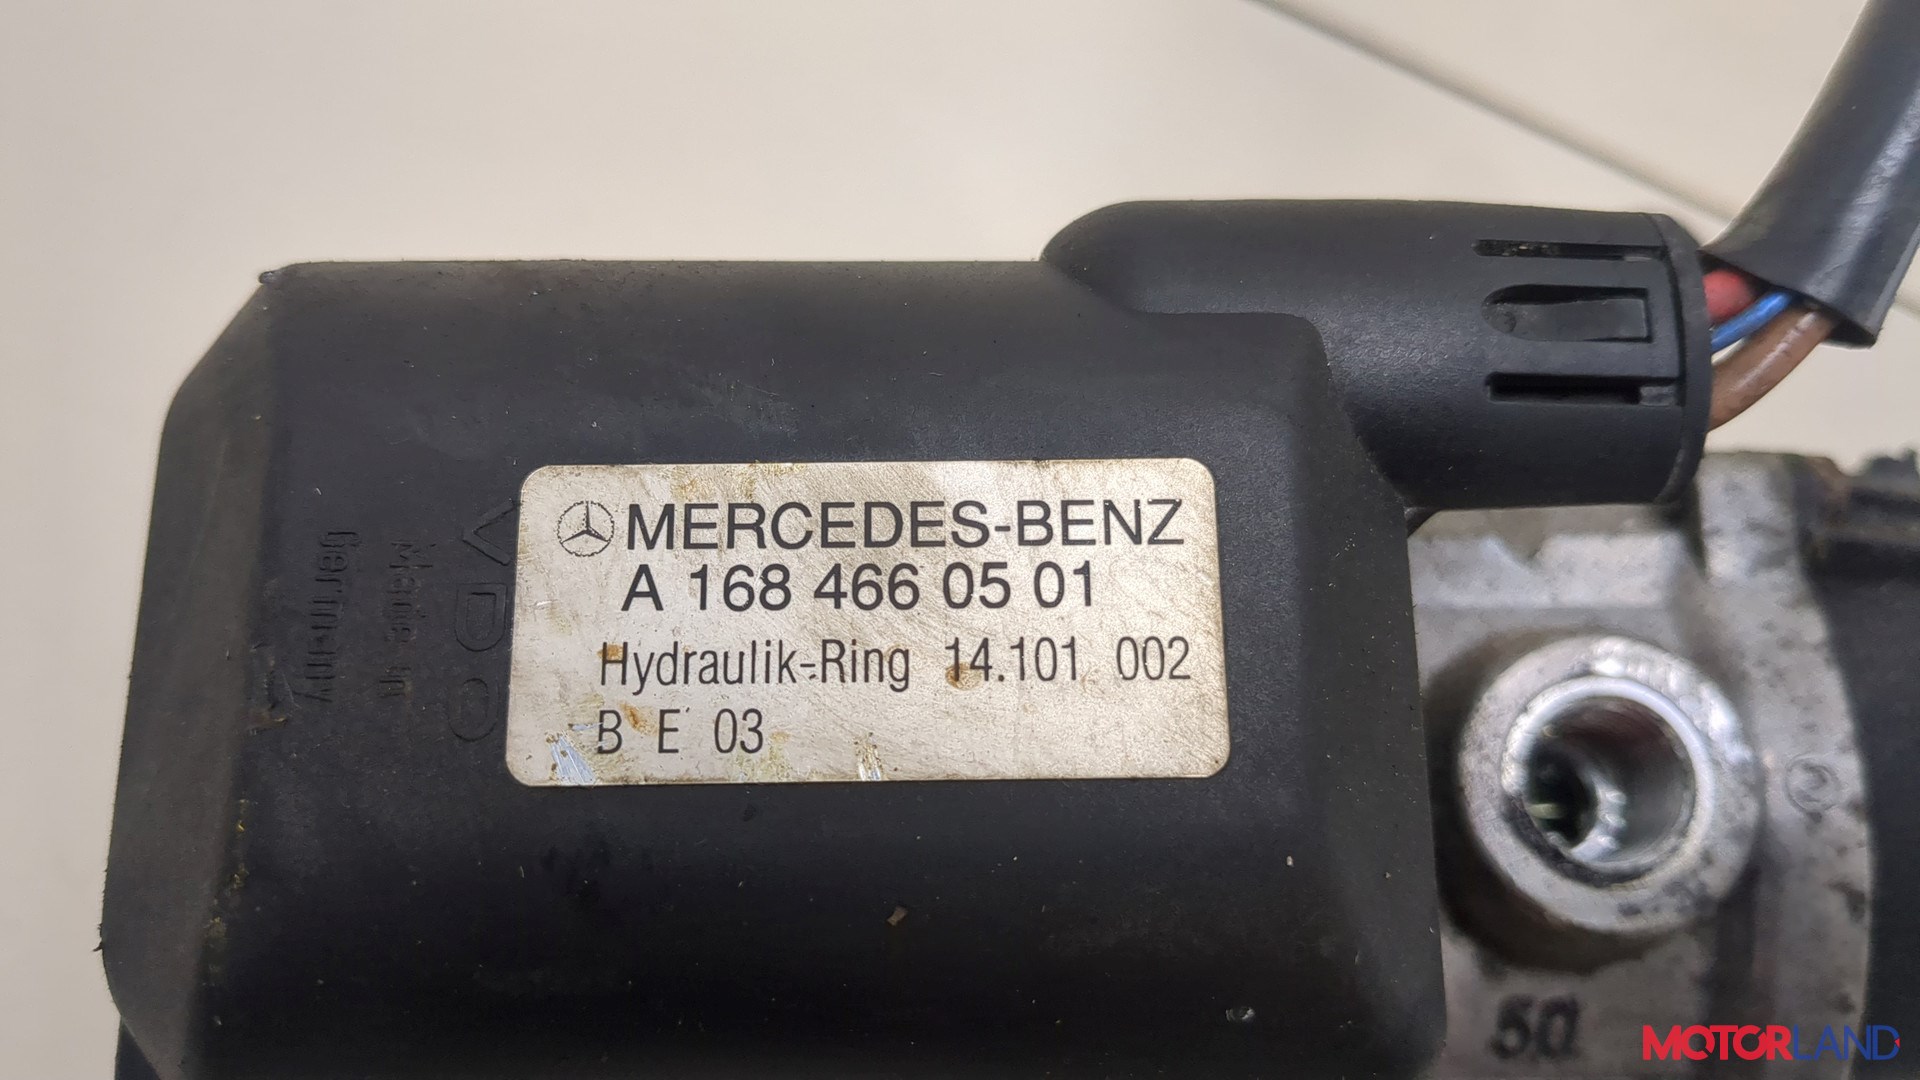 MERCEDES-BENZ
A 168 466 05 01
Hydraulik-Ring 14.101 002
B E 03
VDO
Made in
Germany
50
MOTORLAND